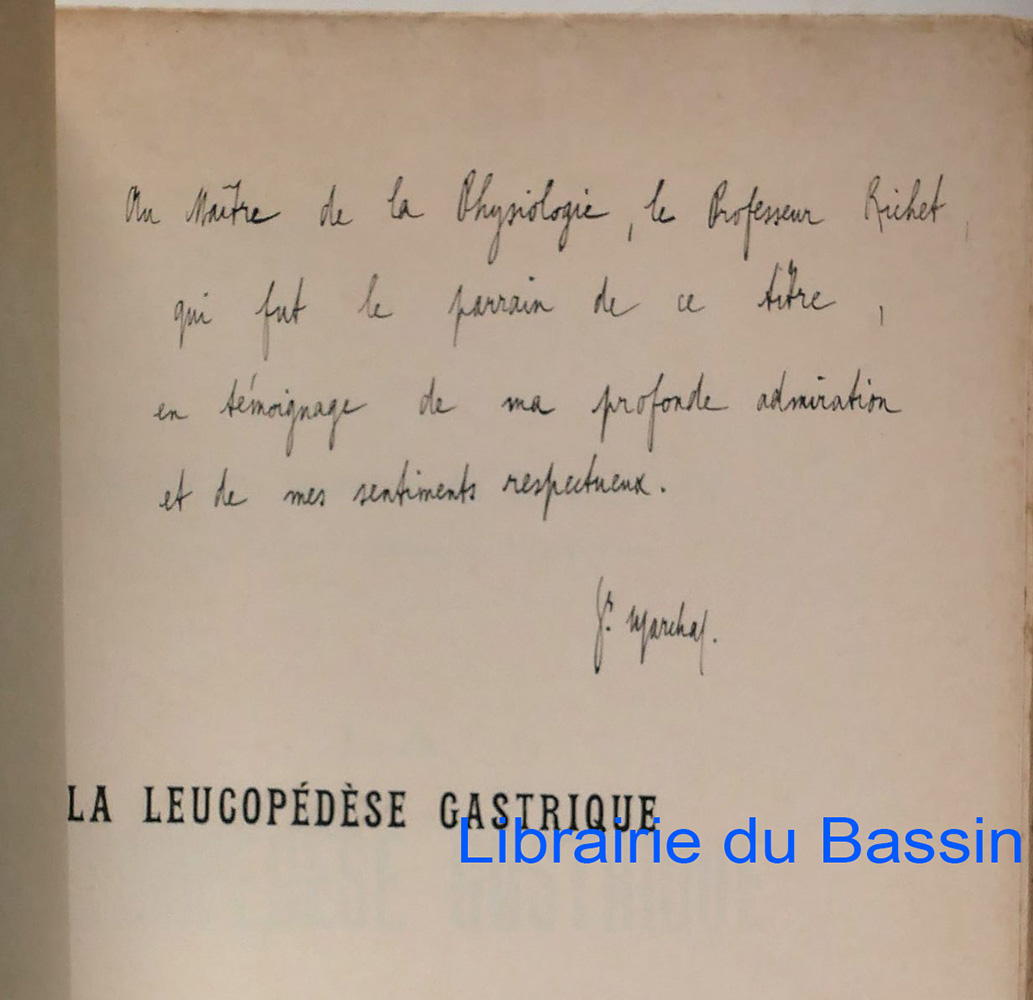 Au Maître de la Physiologie, le Professeur Richet,
qui fut le parrain de ce titre,
en témoignage de ma profonde admiration
et de mes sentiments respectueux.
Marchal.
LA LEUCOPÉDÈSE GASTRIQUE
Librairie du Bassin